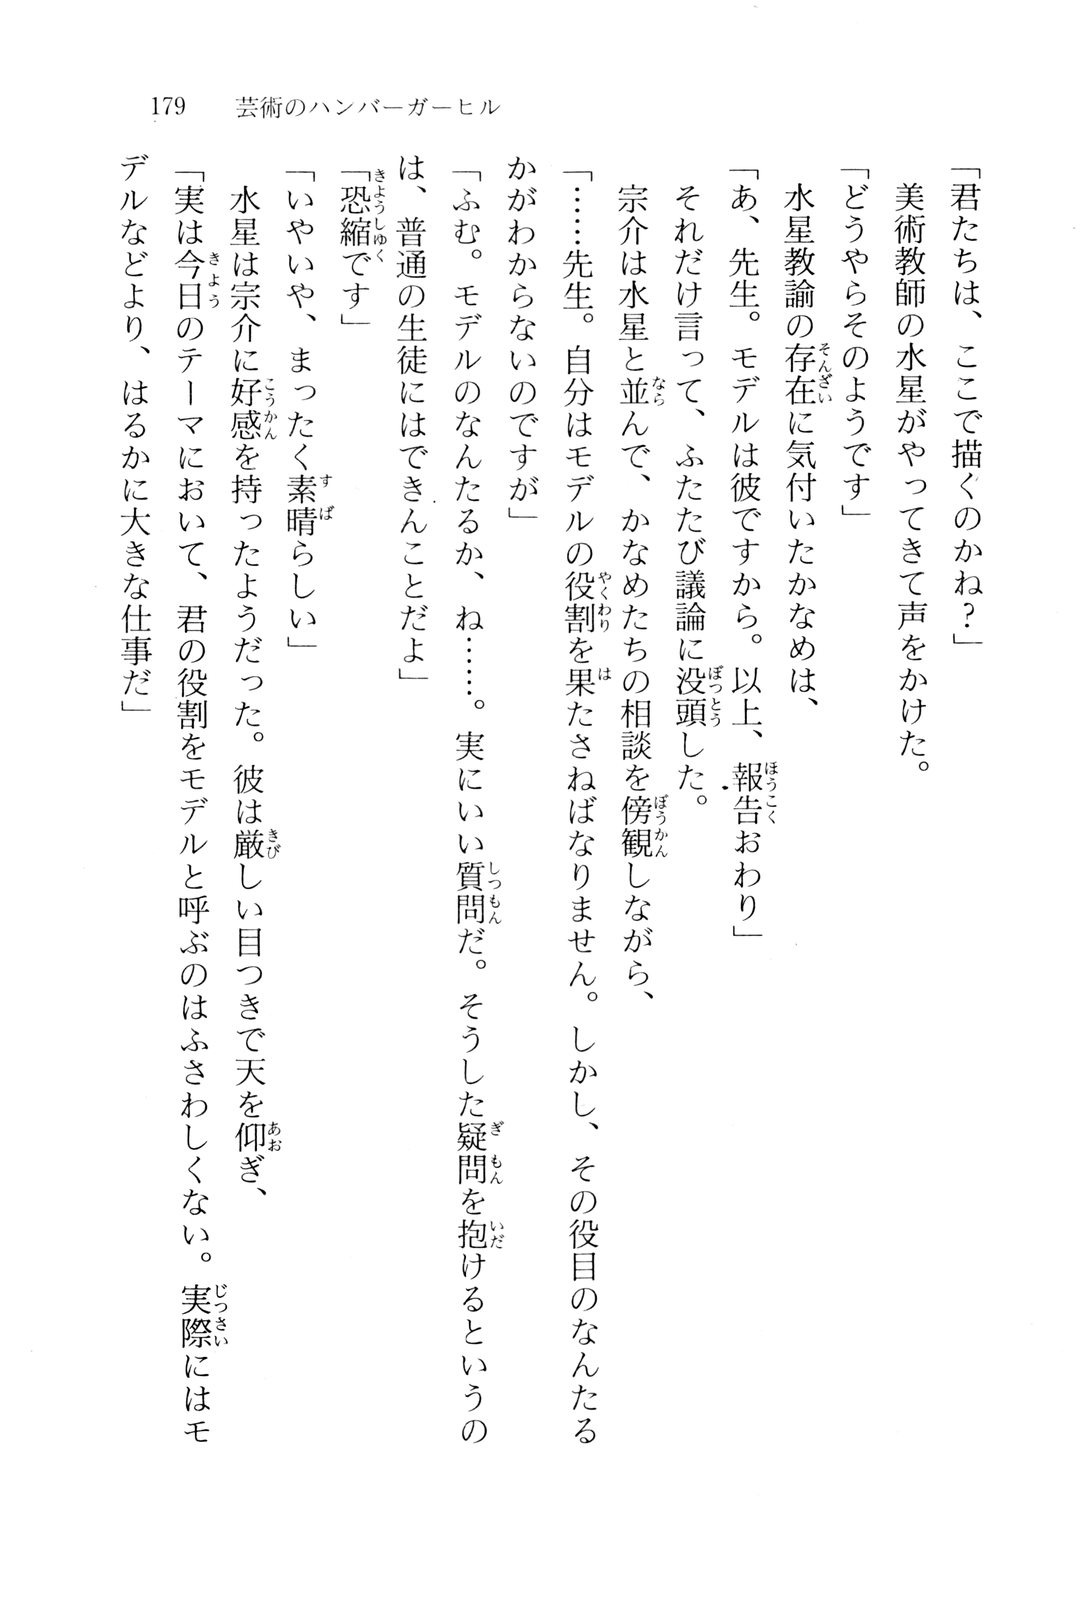 179　芸術のハンバーガーヒル
「君たちは、ここで描くのかね？」
　美術教師の水星がやってきて声をかけた。
「どうやらそのようです」
　水星教諭の存在に気付いたかなめは、
「あ、先生。モデルは彼ですから。以上、報告おわり」
　それだけ言って、ふたたび議論に没頭した。
　宗介は水星と並んで、かなめたちの相談を傍観しながら、
「……先生。自分はモデルの役割を果たさねばなりません。しかし、その役目のなんたる
かがわからないのですが」
「ふむ。モデルのなんたるか、ね……。実にいい質問だ。そうした疑問を抱けるというの
は、普通の生徒にはできんことだよ」
「恐縮です」
「いやいや、まったく素晴らしい」
　水星は宗介に好感を持ったようだった。彼は厳しい目つきで天を仰ぎ、
「実は今日のテーマにおいて、君の役割をモデルと呼ぶのはふさわしくない。実際にはモ
デルなどより、はるかに大きな仕事だ」